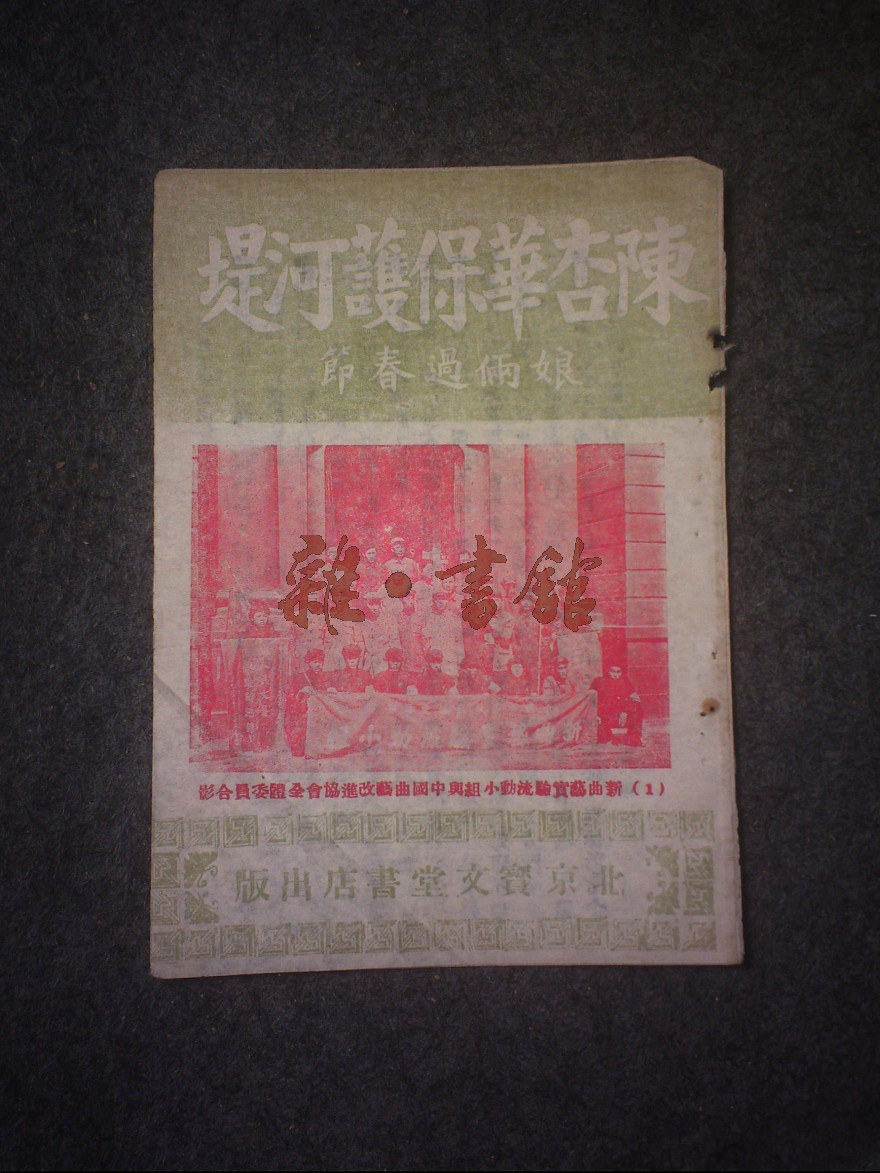 陳杏華保護河堤
娘倆過春節
雜·書館
(1)新曲藝實驗流動小組與中國曲藝改進協會全體委員合影
北京寶文堂書店出版